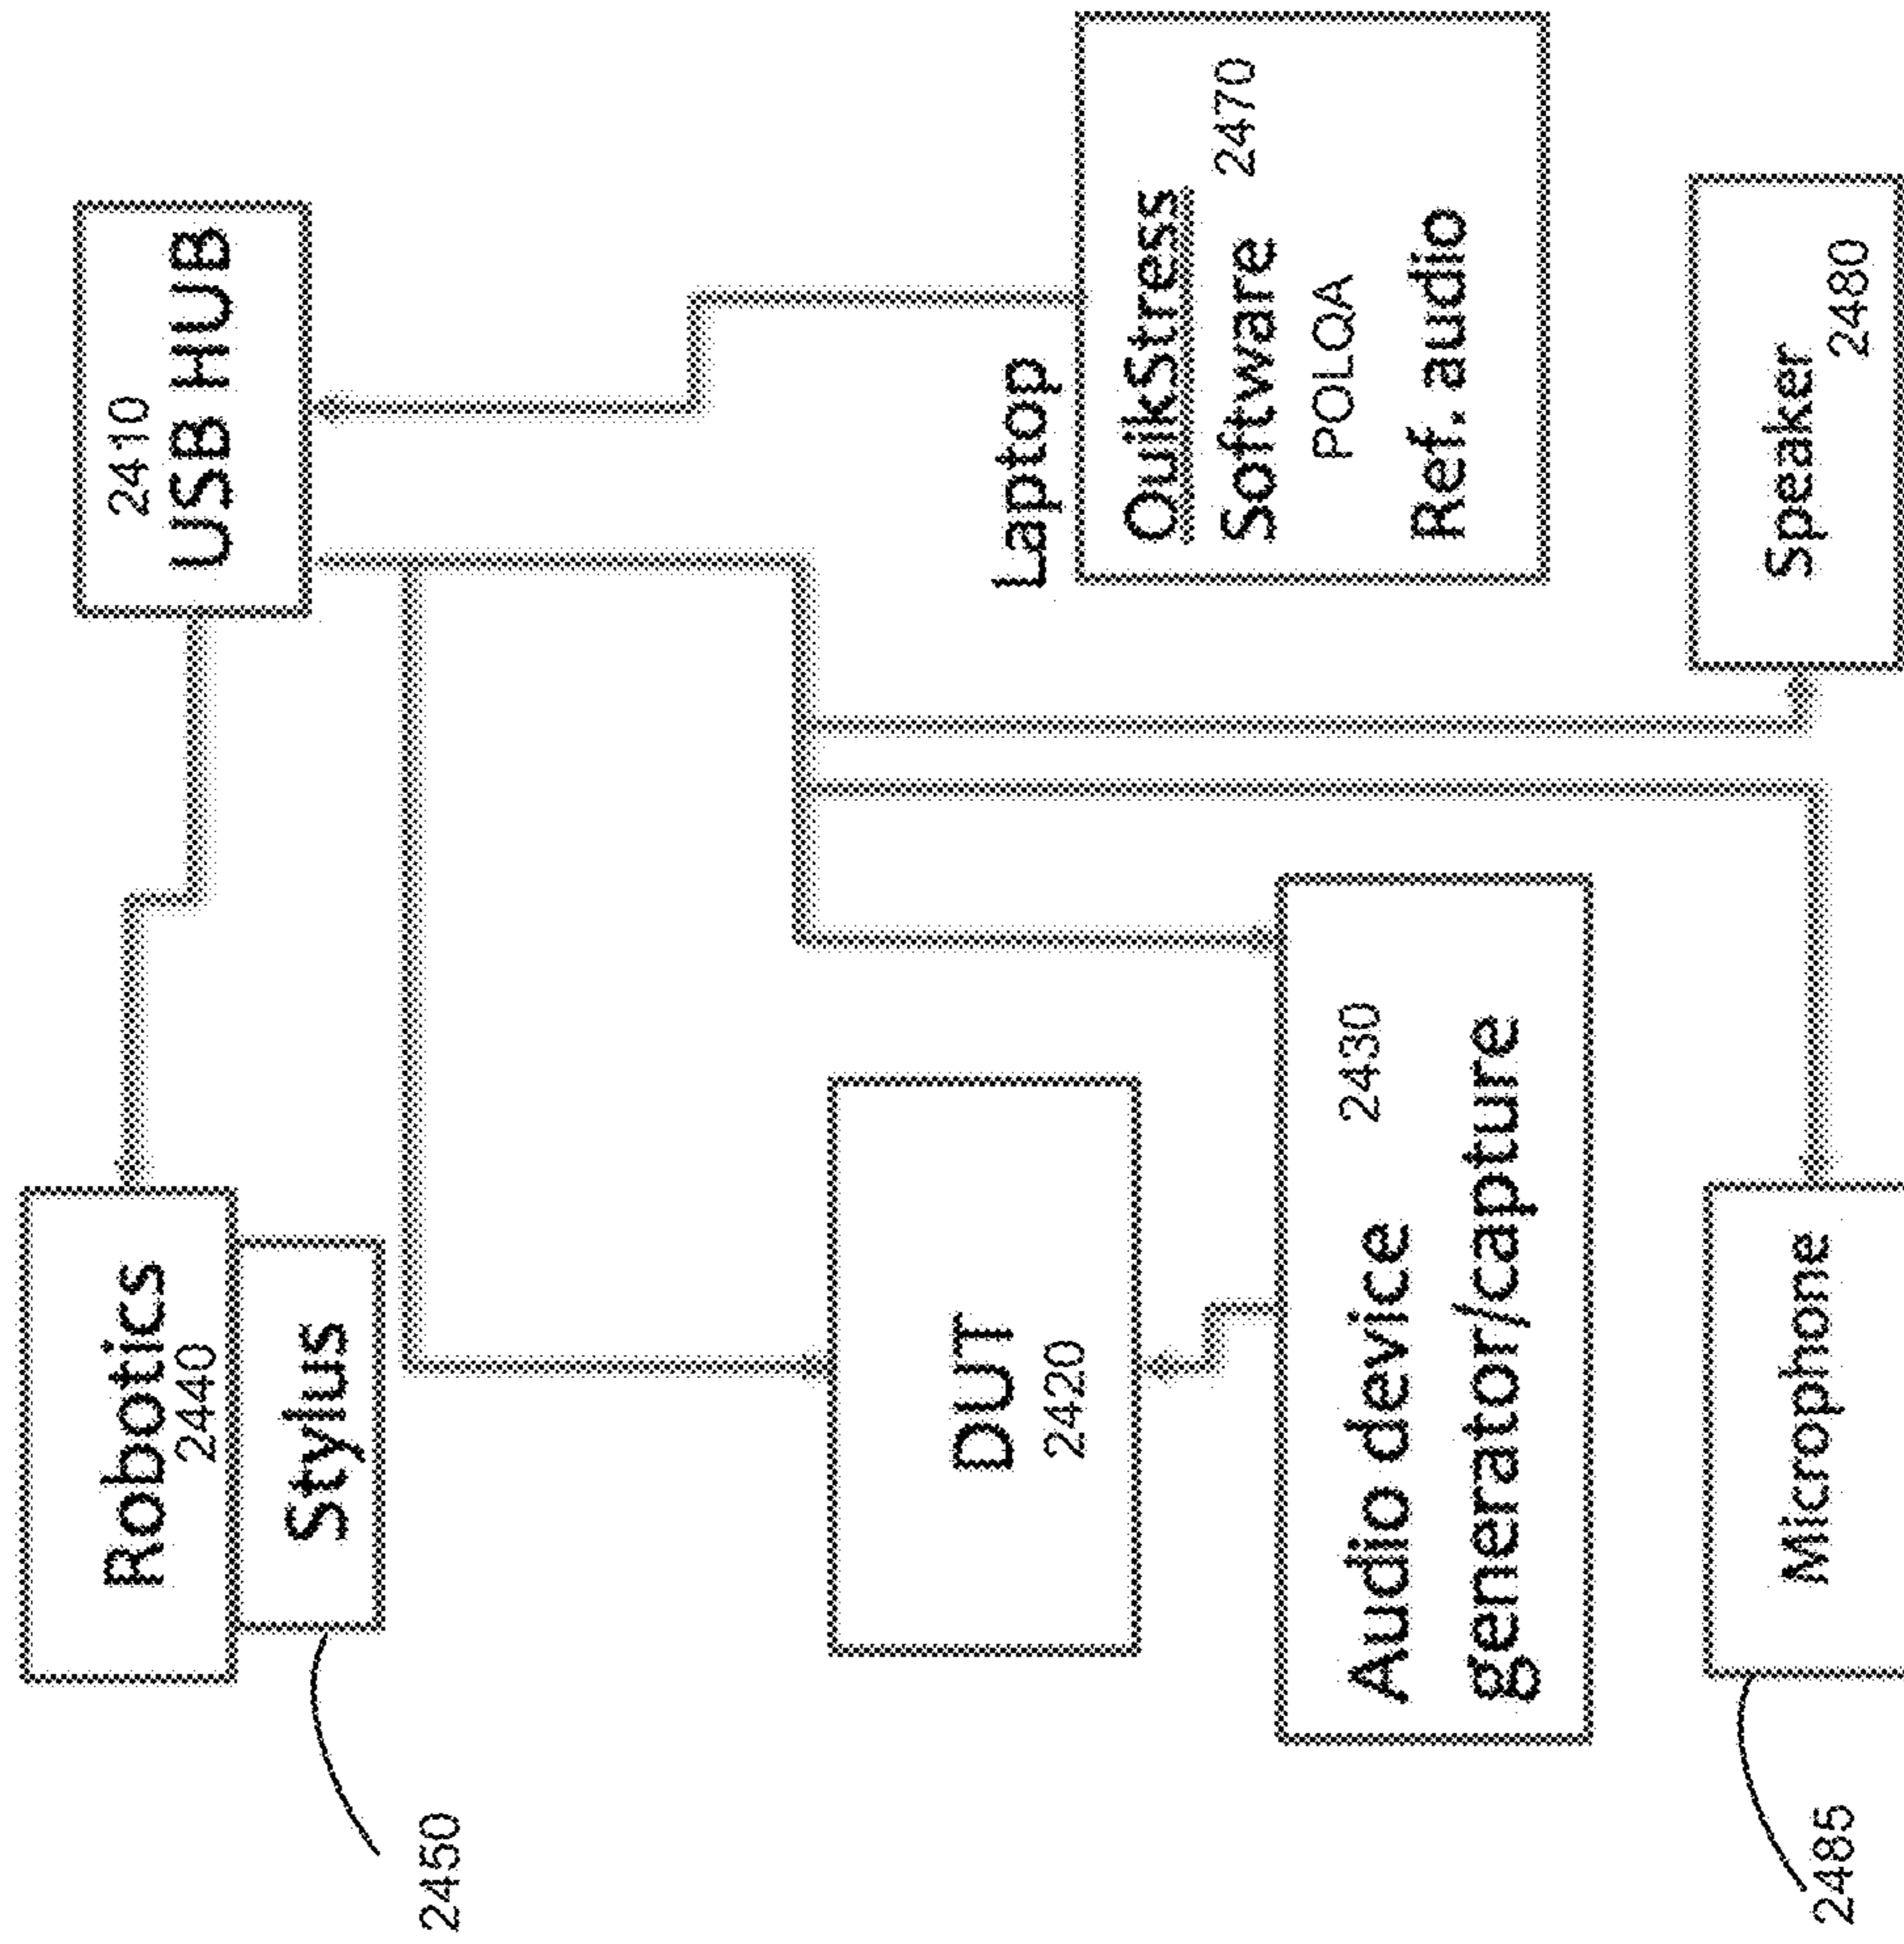 Robotics
2440
Stylus
2450
2410
USB HUB
DUT
2420
Laptop
QuikStress
Software 2470
POLQA
Ref. audio
Audio device 2430
generator/capture
Microphone
2485
Speaker
2480